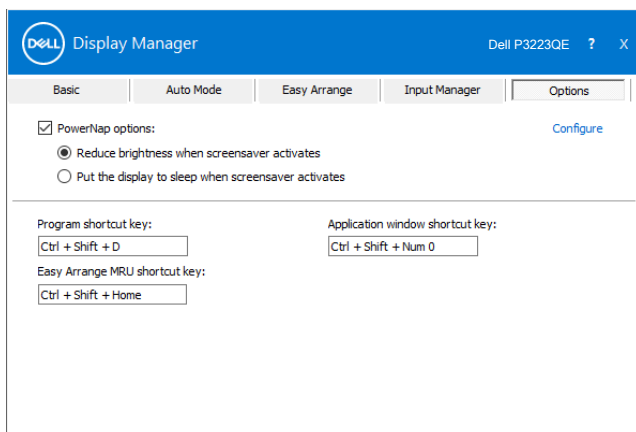 DELL Display Manager Dell P3223QE ? X
Basic Auto Mode Easy Arrange Input Manager Options
PowerNap options: Configure
Reduce brightness when screensaver activates
Put the display to sleep when screensaver activates
Program shortcut key: Application window shortcut key:
Ctrl + Shift + D Ctrl + Shift + Num 0
Easy Arrange MRU shortcut key:
Ctrl + Shift + Home